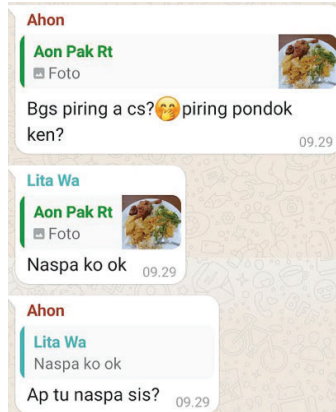 Ahon
Aon Pak Rt
Foto
Bgs piring a cs?🤭piring pondok
ken?
09.29
Lita Wa
Aon Pak Rt
Foto
Naspa ko ok 09.29
Ahon
Lita Wa
Naspa ko ok
Ap tu naspa sis? 09.29